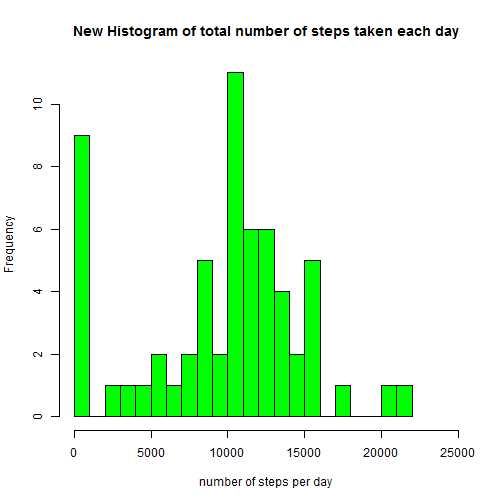 New Histogram of total number of steps taken each day
Frequency
10
8
6
4
2
0
0 5000 10000 15000 20000 25000
number of steps per day